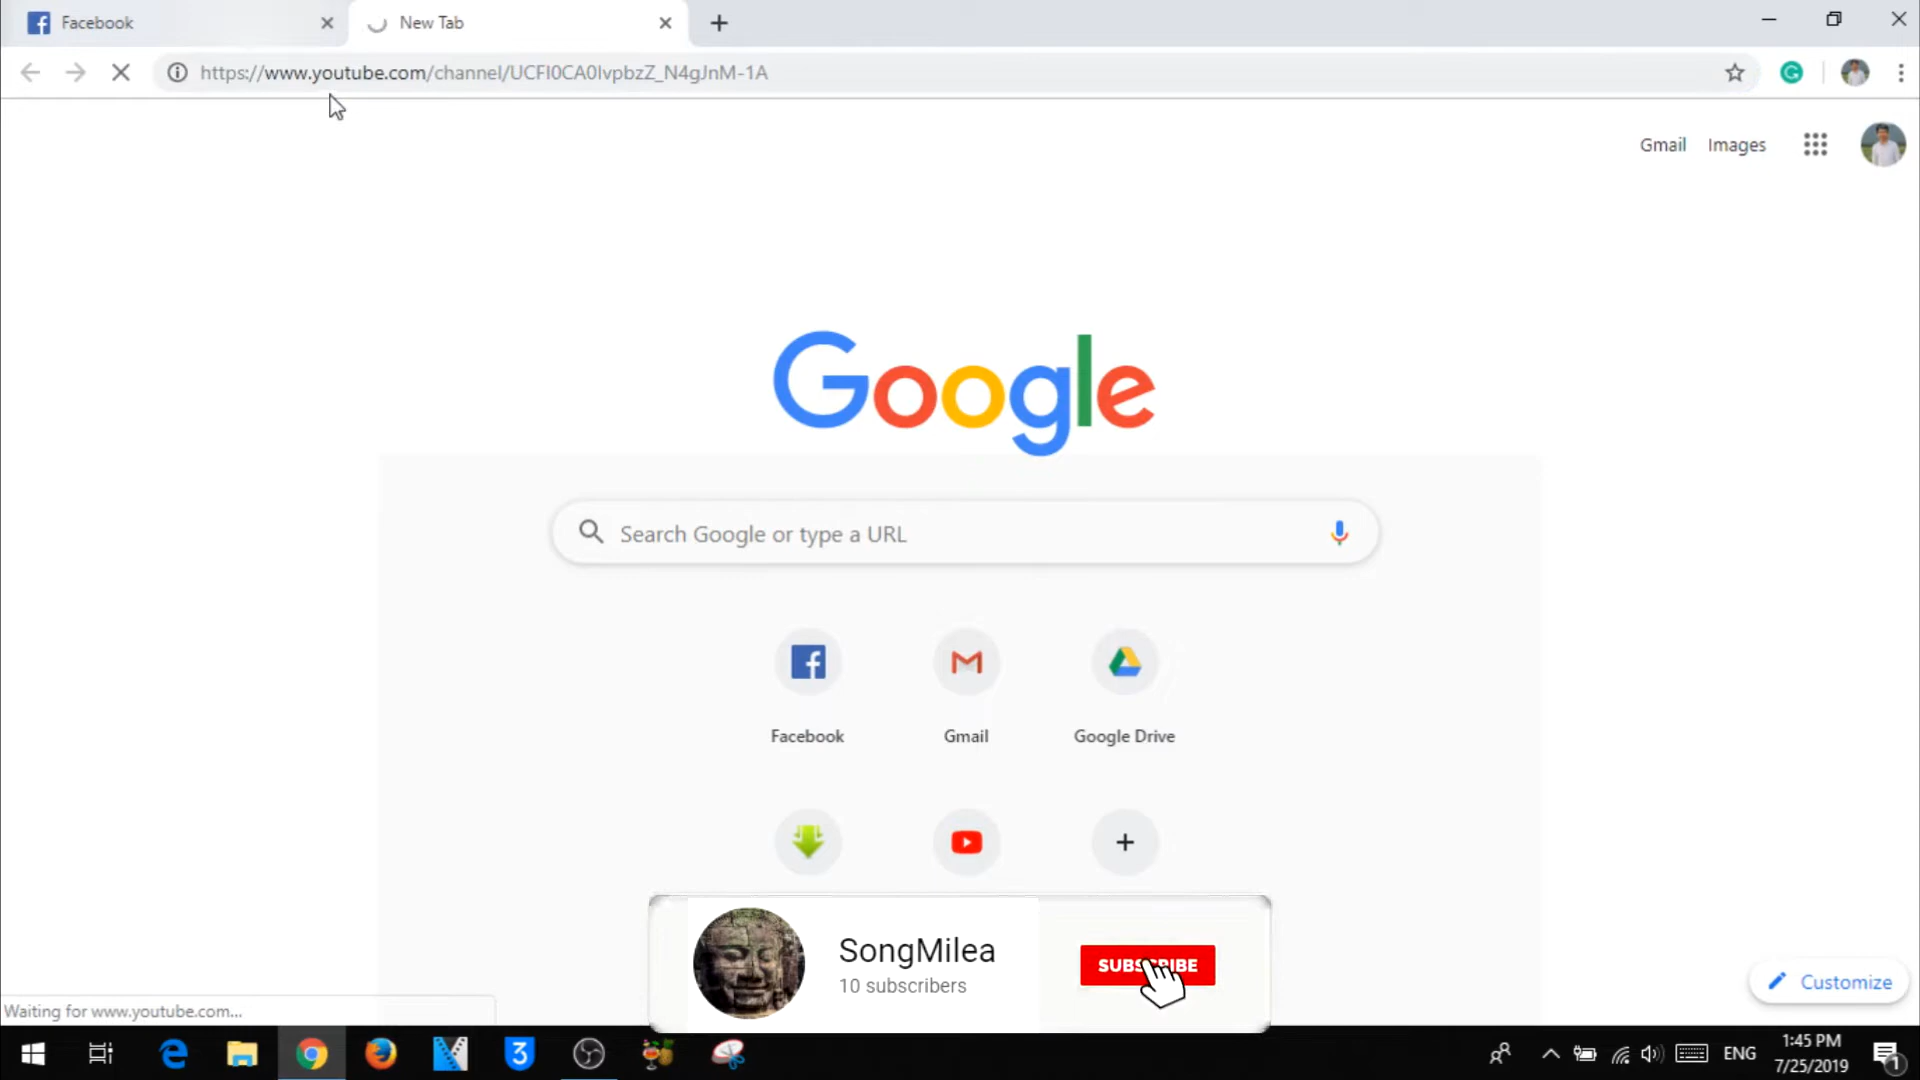 Facebook
New Tab
https://www.youtube.com/channel/UCFI0CA0IvpbzZ_N4gJnM-1A
Gmail Images
Google
Search Google or type a URL
Facebook Gmail Google Drive
SongMilea
10 subscribers
SUBSCRIBE
Customize
Waiting for www.youtube.com...
ENG
1:45 PM
7/25/2019
1